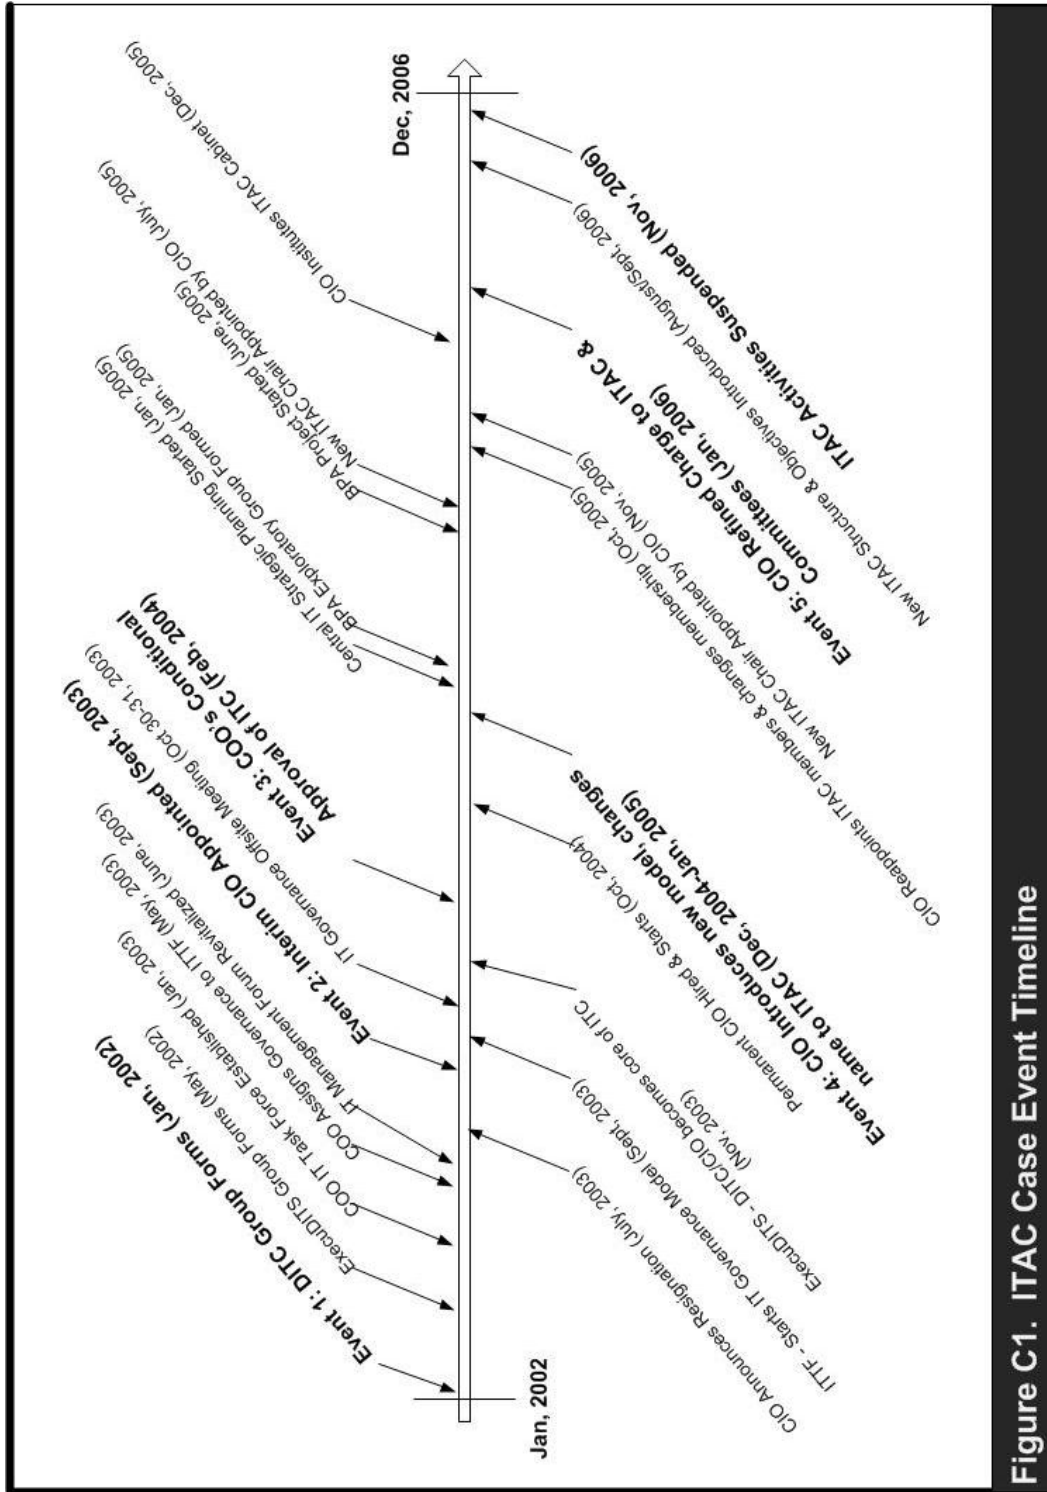 Jan, 2002
Dec, 2006
Event 1: DITC Group Forms (Jan, 2002)
ExecuDITS Group Forms (May, 2002)
COO IT Task Force Established (Jan, 2003)
COO Assigns Governance to ITTF (May, 2003)
IT Management Forum Revitalized (June, 2003)
Event 2: Interim CIO Appointed (Sept, 2003)
IT Governance Offsite Meeting (Oct 30-31, 2003)
Event 3: COO's Conditional
Approval of ITC (Feb, 2004)
Central IT Strategic Planning Started (Jan, 2005)
BPA Exploratory Group Formed (Jan, 2005)
BPA Project Started (June, 2005)
New ITAC Chair Appointed by CIO (July, 2005)
CIO Institutes ITAC Cabinet (Dec, 2005)
CIO Announces Resignation (July, 2003)
ITTF - Starts IT Governance Model (Sept, 2003)
ExecuDITS - DITC/CIO becomes core of ITC
(Nov, 2003)
Permanent CIO Hired & Starts (Oct, 2004)
Event 4: CIO Introduces new model, changes
name to ITAC (Dec, 2004-Jan, 2005)
CIO Reappoints ITAC members & changes membership (Oct, 2005)
New ITAC Chair Appointed by CIO (Nov, 2005)
Event 5: CIO Refined Charge to ITAC &
Committees (Jan, 2006)
New ITAC Structure & Objectives Introduced (August/Sept, 2006)
ITAC Activities Suspended (Nov, 2006)
Figure C1. ITAC Case Event Timeline